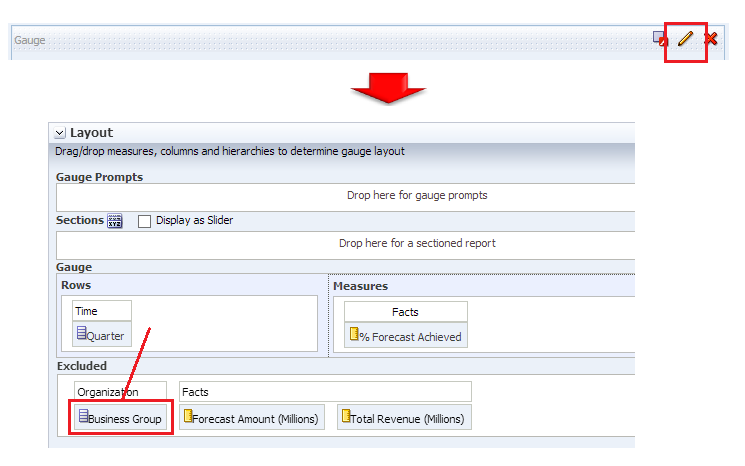 Gauge
Layout
Drag/drop measures, columns and hierarchies to determine gauge layout
Gauge Prompts
Drop here for gauge prompts
Sections Display as Slider
Drop here for a sectioned report
Gauge
Rows Measures
Time Facts
Quarter % Forecast Achieved
Excluded
Organization Facts
Business Group Forecast Amount (Millions) Total Revenue (Millions)